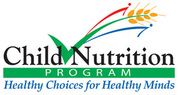 Child Nutrition
PROGRAM
Healthy Choices for Healthy Minds